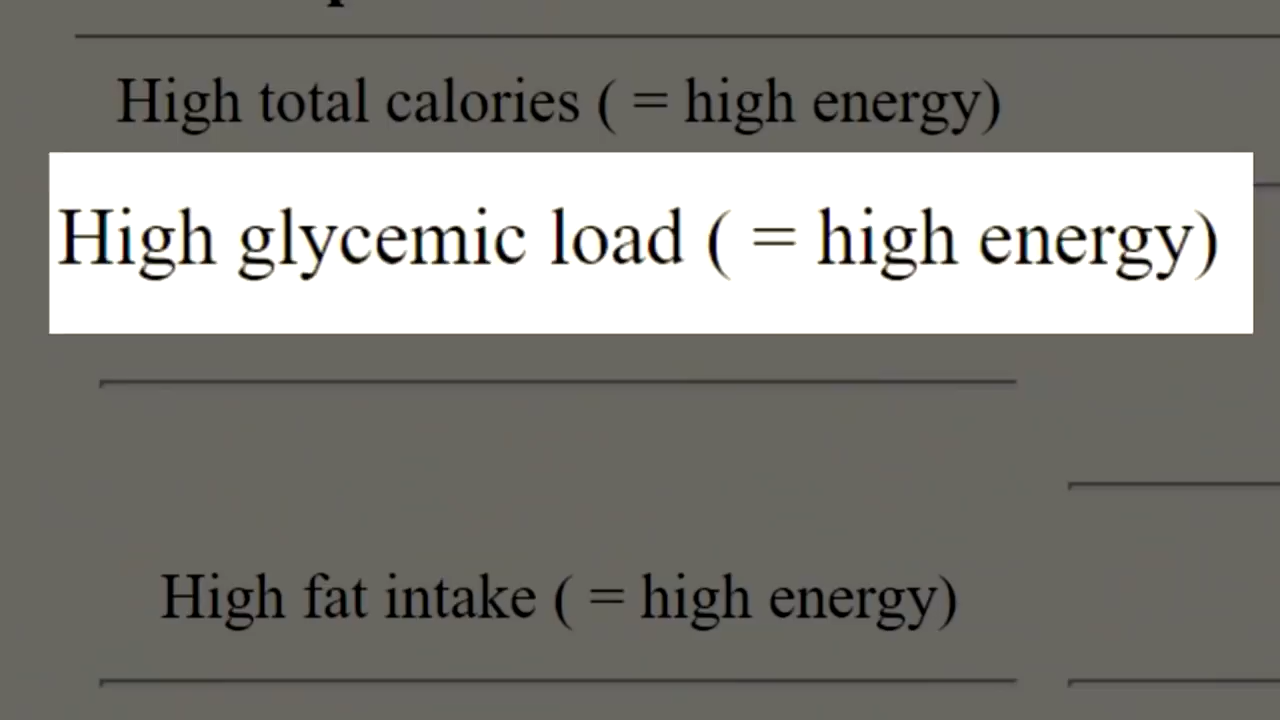 High total calories ( = high energy)
High glycemic load ( = high energy)
High fat intake ( = high energy)